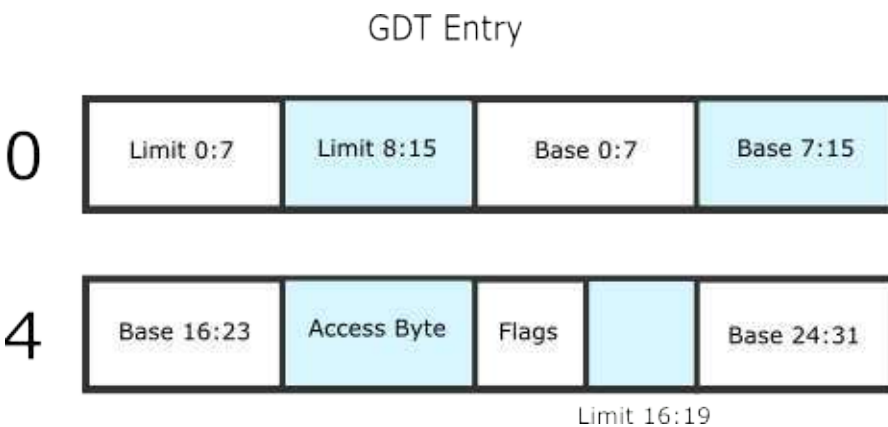 GDT Entry
0
Limit 0:7
Limit 8:15
Base 0:7
Base 7:15
4
Base 16:23
Access Byte
Flags
Base 24:31
Limit 16:19